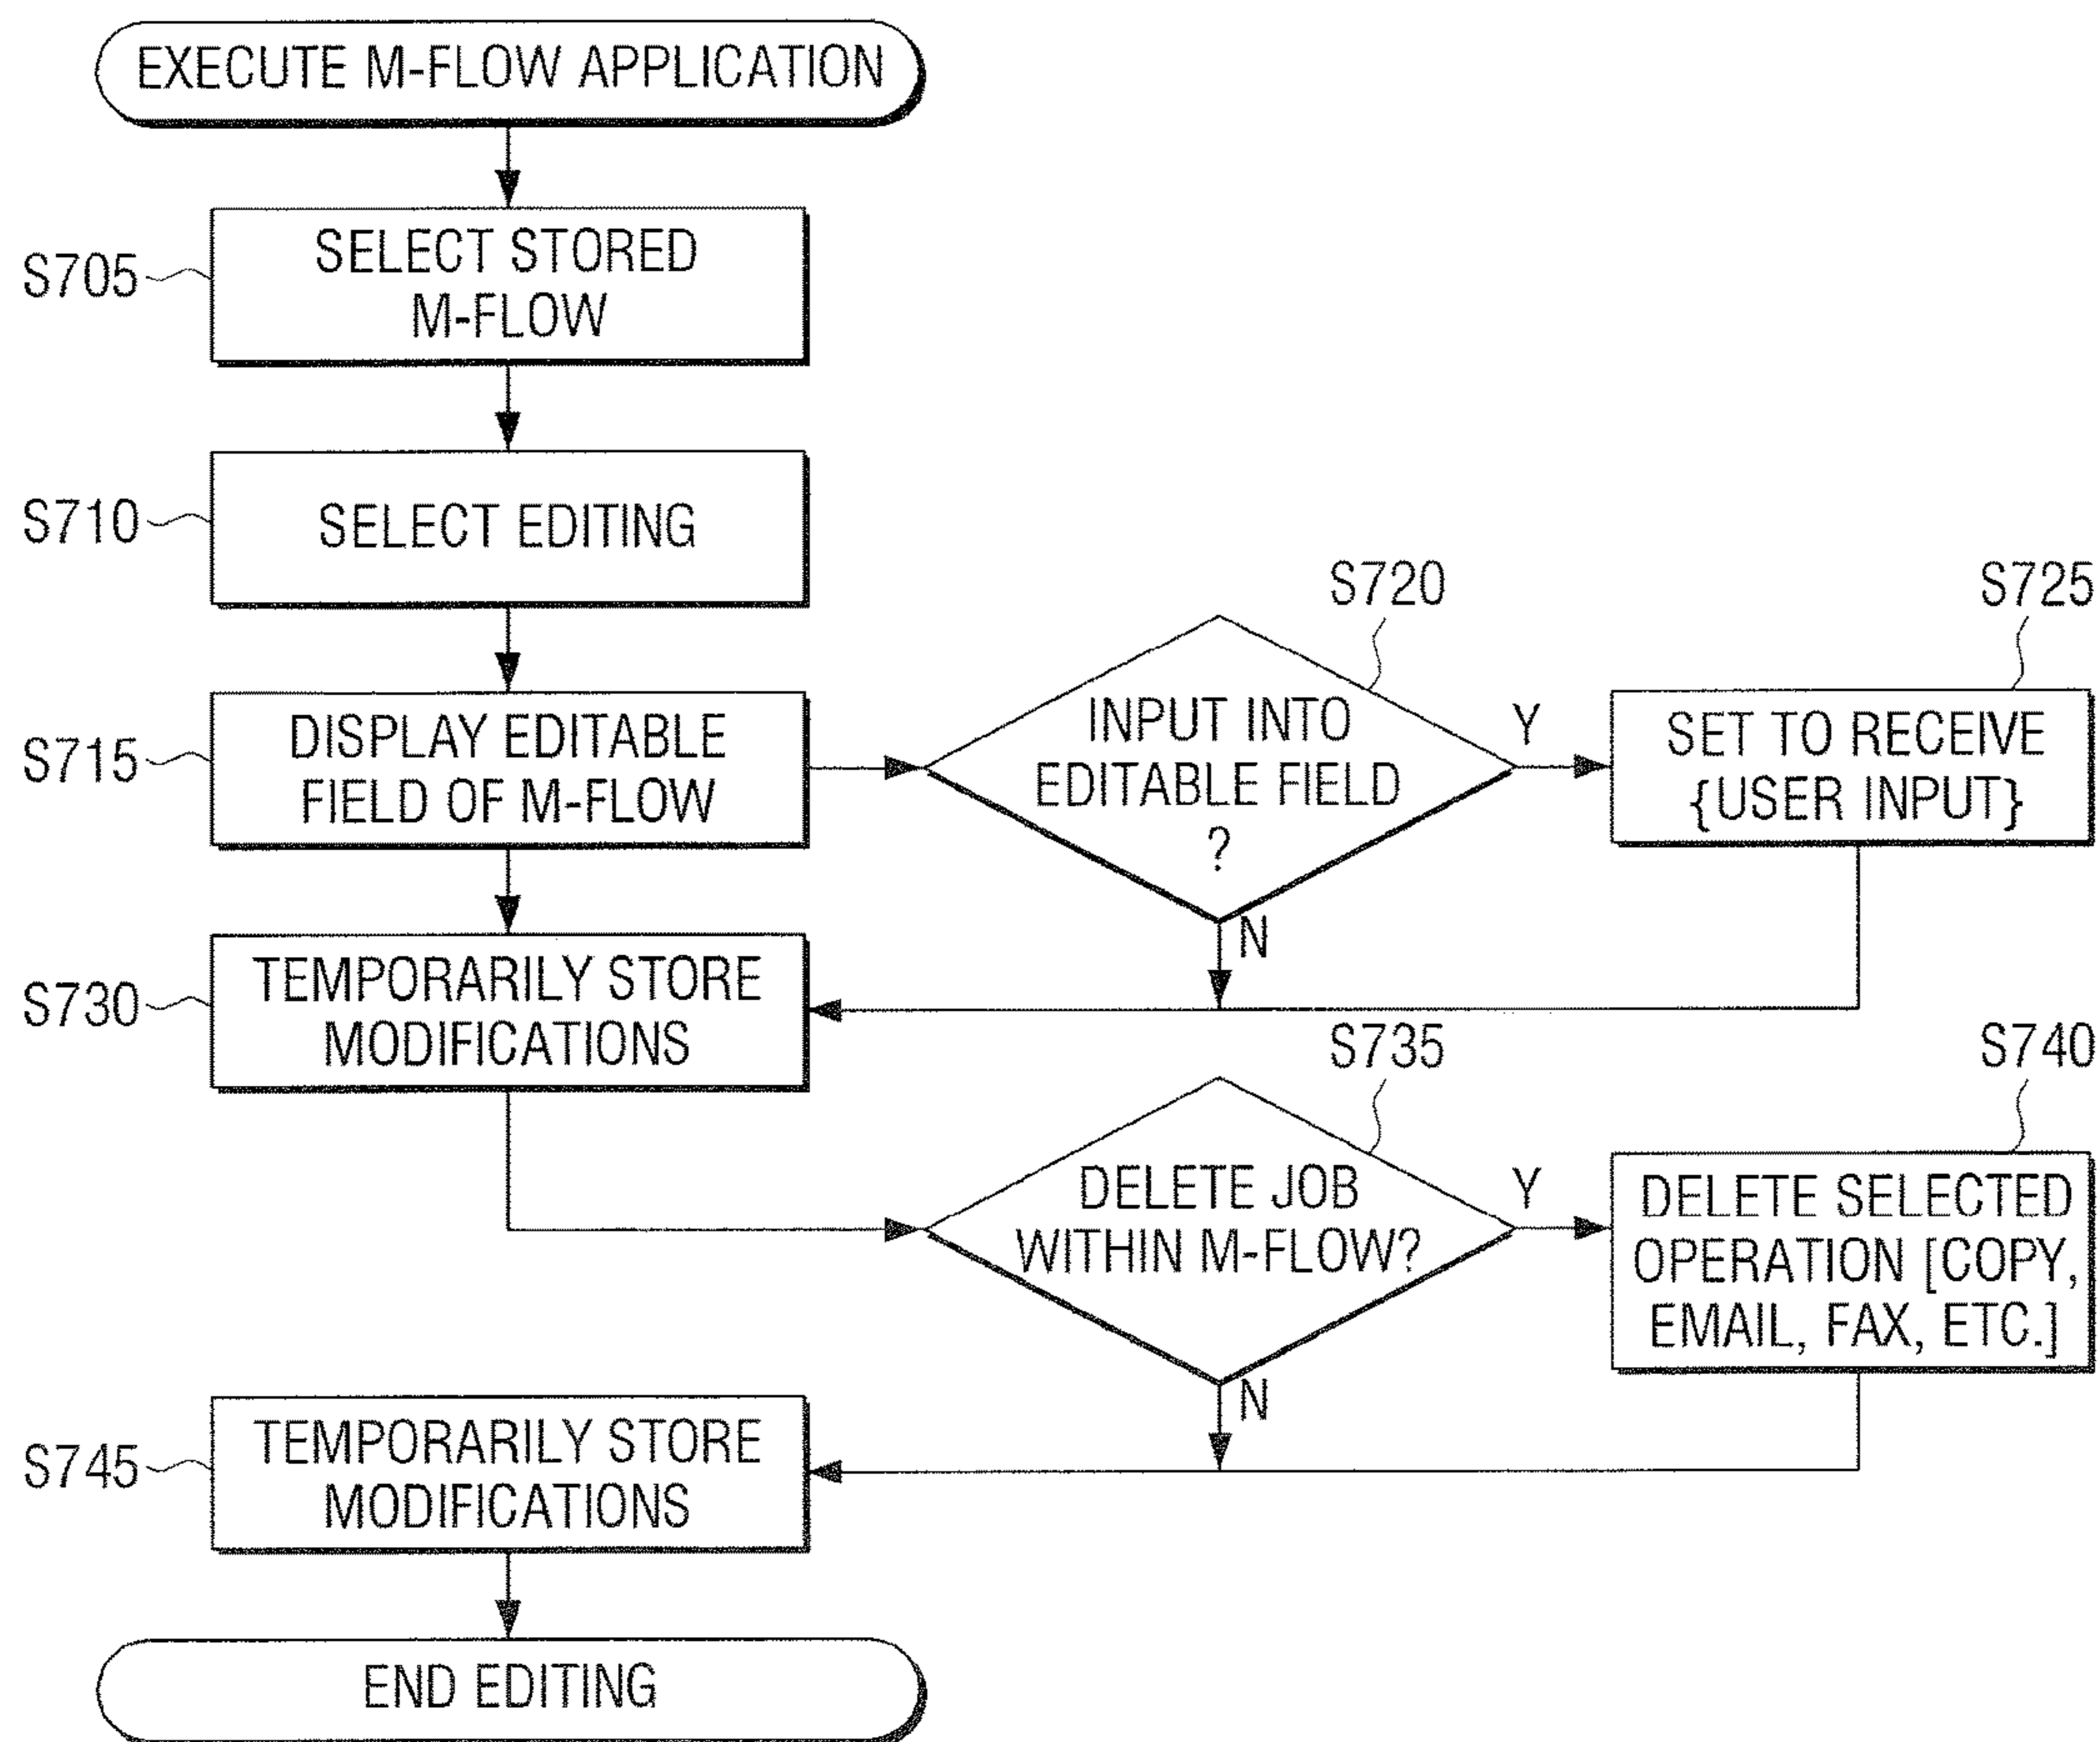 EXECUTE M-FLOW APPLICATION
S705
SELECT STORED
M-FLOW
S710
SELECT EDITING
S715
DISPLAY EDITABLE
FIELD OF M-FLOW
S720
INPUT INTO
EDITABLE FIELD
?
Y
N
S725
SET TO RECEIVE
{USER INPUT}
S730
TEMPORARILY STORE
MODIFICATIONS
S735
DELETE JOB
WITHIN M-FLOW?
Y
N
S740
DELETE SELECTED
OPERATION [COPY,
EMAIL, FAX, ETC.]
S745
TEMPORARILY STORE
MODIFICATIONS
END EDITING